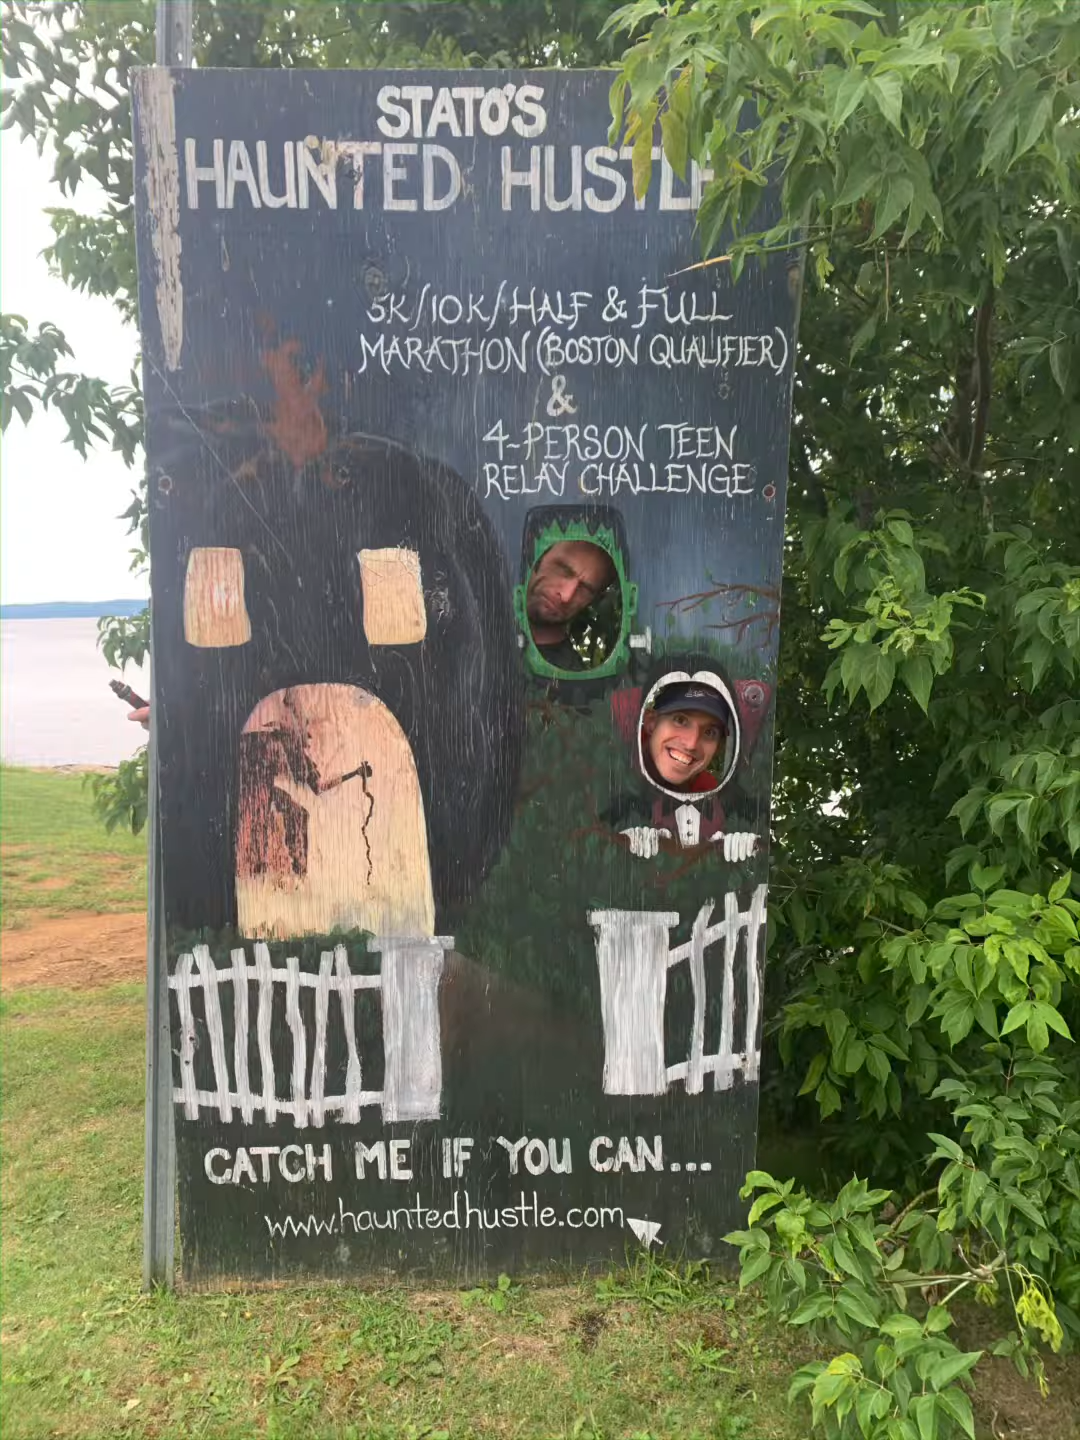 STATO'S
HAUNTED HUSTLE
5K/10K/HALF & FULL
MARATHON (BOSTON QUALIFIER)
&
4-PERSON TEEN
RELAY CHALLENGE
CATCH ME IF YOU CAN...
www.hauntedhustle.com